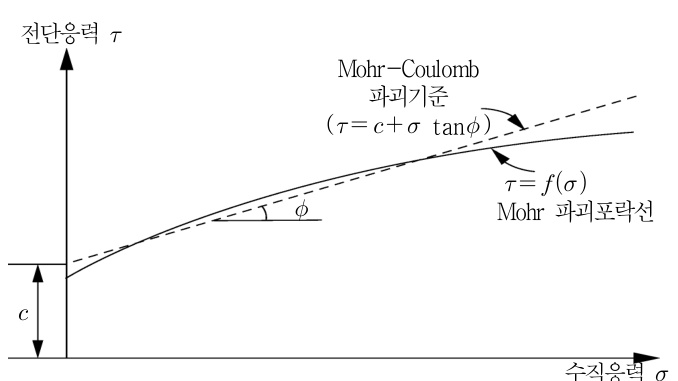 전단응력 τ
Mohr-Coulomb
파괴기준
(τ=c+σ tanϕ)
τ=f(σ)
Mohr 파괴포락선
ϕ
c
수직응력 σ